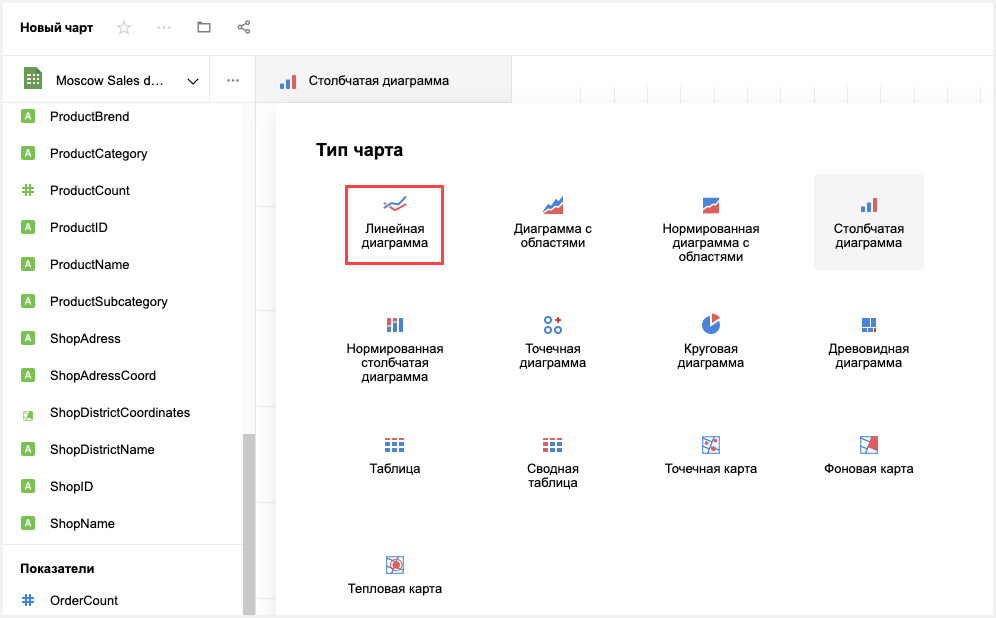 Новый чарт
Moscow Sales d...
Столбчатая диаграмма
ProductBrend
ProductCategory
ProductCount
ProductID
ProductName
ProductSubcategory
ShopAdress
ShopAdressCoord
ShopDistrictCoordinates
ShopDistrictName
ShopID
ShopName
Показатели
OrderCount
Тип чарта
Линейная
диаграмма
Диаграмма с
областями
Нормированная
диаграмма с
областями
Столбчатая
диаграмма
Нормированная
столбчатая
диаграмма
Точечная
диаграмма
Круговая
диаграмма
Древовидная
диаграмма
Таблица
Сводная
таблица
Точечная карта
Фоновая карта
Тепловая карта